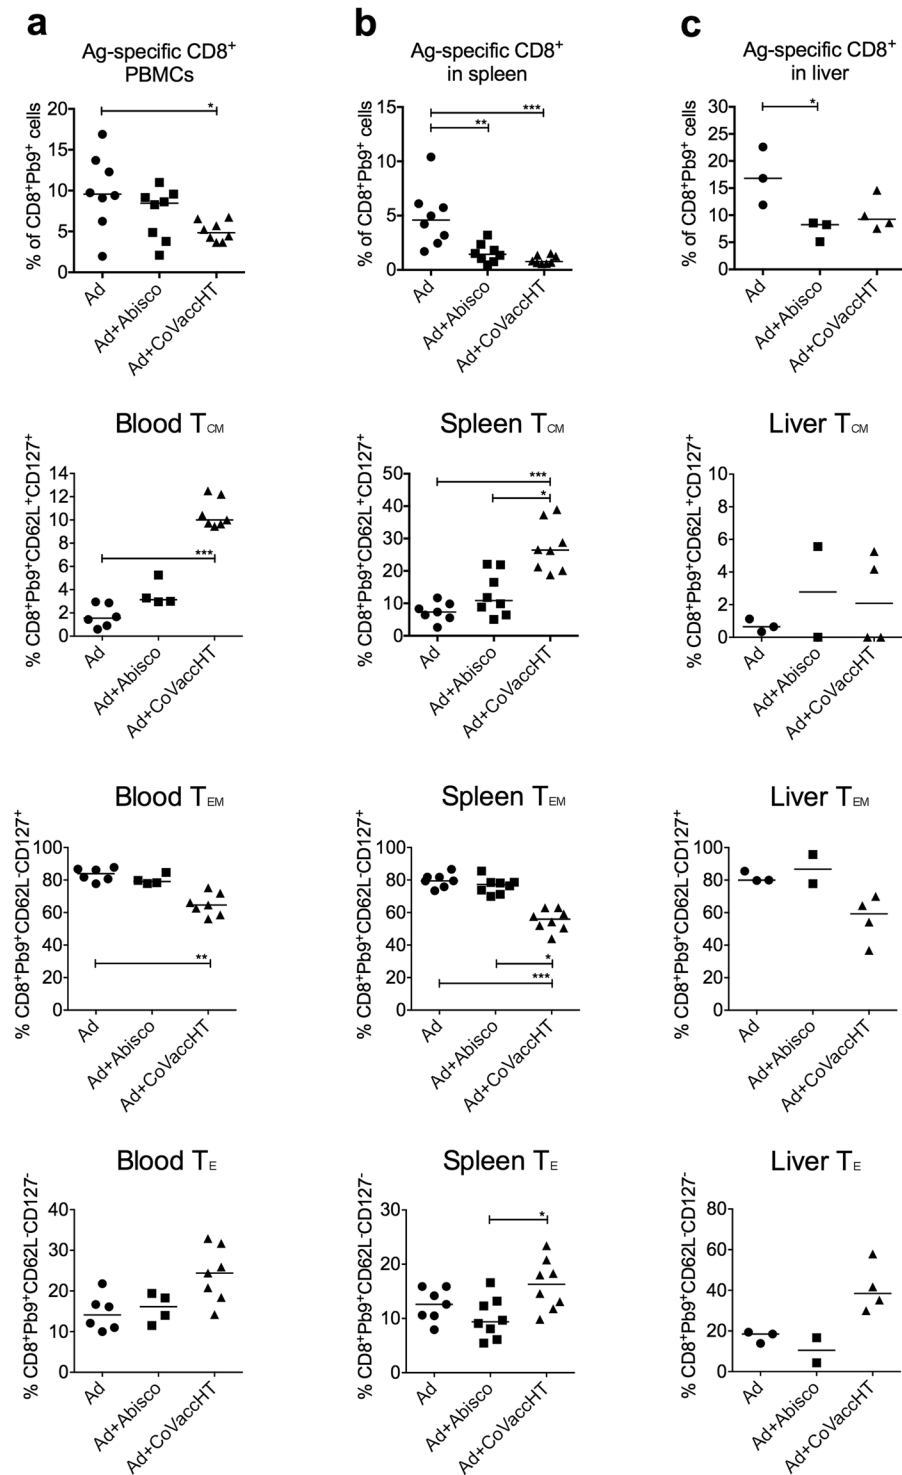 a
Ag-specific CD8+
PBMCs
% of CD8+Pb9+ cells
20
15
10
5
0
*
Ad
Ad+Abisco
Ad+CoVaccHT
b
Ag-specific CD8+
in spleen
% of CD8+Pb9+ cells
15
10
5
0
***
**
Ad
Ad+Abisco
Ad+CoVaccHT
c
Ag-specific CD8+
in liver
% of CD8+Pb9+ cells
30
25
20
15
10
5
0
*
Ad
Ad+Abisco
Ad+CoVaccHT
Blood TCM
% CD8+Pb9+CD62L+CD127+
14
12
10
8
6
4
2
0
***
Ad
Ad+Abisco
Ad+CoVaccHT
Spleen TCM
% CD8+Pb9+CD62L+CD127+
50
40
30
20
10
0
***
*
Ad
Ad+Abisco
Ad+CoVaccHT
Liver TCM
% CD8+Pb9+CD62L+CD127+
10
8
6
4
2
0
Ad
Ad+Abisco
Ad+CoVaccHT
Blood TEM
% CD8+Pb9+CD62L-CD127+
100
80
60
40
20
0
**
Ad
Ad+Abisco
Ad+CoVaccHT
Spleen TEM
% CD8+Pb9+CD62L-CD127+
100
80
60
40
20
0
*
***
Ad
Ad+Abisco
Ad+CoVaccHT
Liver TEM
% CD8+Pb9+CD62L-CD127+
100
80
60
40
20
0
Ad
Ad+Abisco
Ad+CoVaccHT
Blood TE
% CD8+Pb9+CD62L-CD127-
40
30
20
10
0
Ad
Ad+Abisco
Ad+CoVaccHT
Spleen TE
% CD8+Pb9+CD62L-CD127-
30
20
10
0
*
Ad
Ad+Abisco
Ad+CoVaccHT
Liver TE
% CD8+Pb9+CD62L-CD127-
80
60
40
20
0
Ad
Ad+Abisco
Ad+CoVaccHT